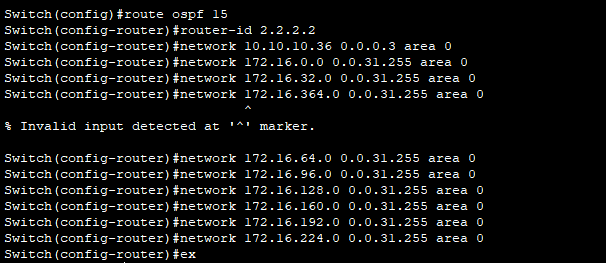 Switch(config)#route ospf 15
Switch(config-router)#router-id 2.2.2.2
Switch(config-router)#network 10.10.10.36 0.0.0.3 area 0
Switch(config-router)#network 172.16.0.0 0.0.31.255 area 0
Switch(config-router)#network 172.16.32.0 0.0.31.255 area 0
Switch(config-router)#network 172.16.364.0 0.0.31.255 area 0
^
% Invalid input detected at '^' marker.
Switch(config-router)#network 172.16.64.0 0.0.31.255 area 0
Switch(config-router)#network 172.16.96.0 0.0.31.255 area 0
Switch(config-router)#network 172.16.128.0 0.0.31.255 area 0
Switch(config-router)#network 172.16.160.0 0.0.31.255 area 0
Switch(config-router)#network 172.16.192.0 0.0.31.255 area 0
Switch(config-router)#network 172.16.224.0 0.0.31.255 area 0
Switch(config-router)#ex